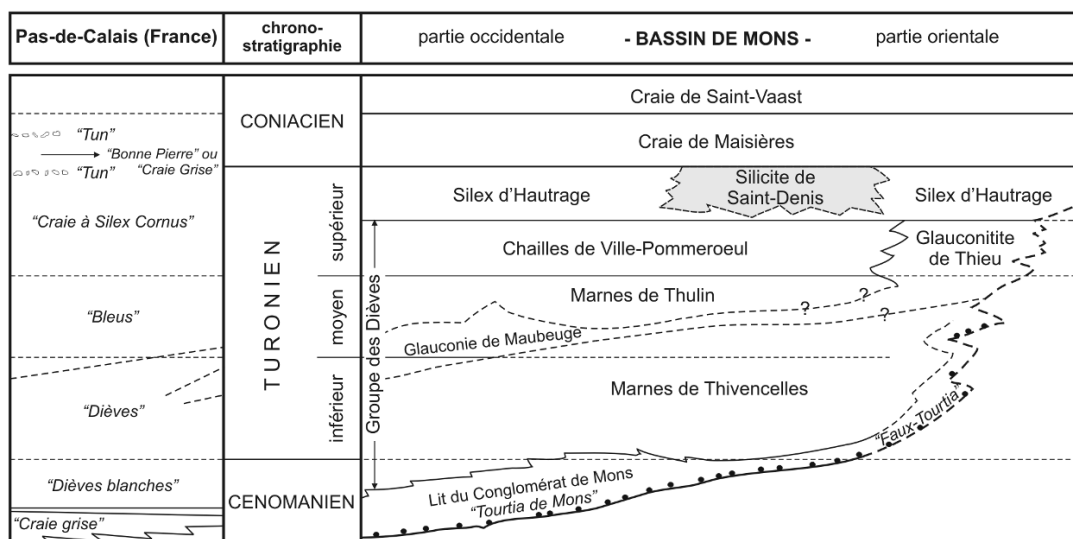 Pas-de-Calais (France)
chrono-
stratigraphie
partie occidentale
- BASSIN DE MONS -
partie orientale
“Tun”
“Bonne Pierre” ou
“Craie Grise”
“Tun”
“Craie à Silex Cornus”
“Bleus”
“Dièves”
“Dièves blanches”
“Craie grise”
CONIACIEN
TURONIEN
supérieur
moyen
inférieur
CENOMANIEN
Groupe des Dièves
Craie de Saint-Vaast
Craie de Maisières
Silex d’Hautrage
Silicite de
Saint-Denis
Silex d’Hautrage
Chailles de Ville-Pommeroeul
Glauconitite
de Thieu
Marnes de Thulin
?
?
?
Glauconie de Maubeuge
Marnes de Thivencelles
“Faux-Tourtia”
Lit du Conglomérat de Mons
“Tourtia de Mons”